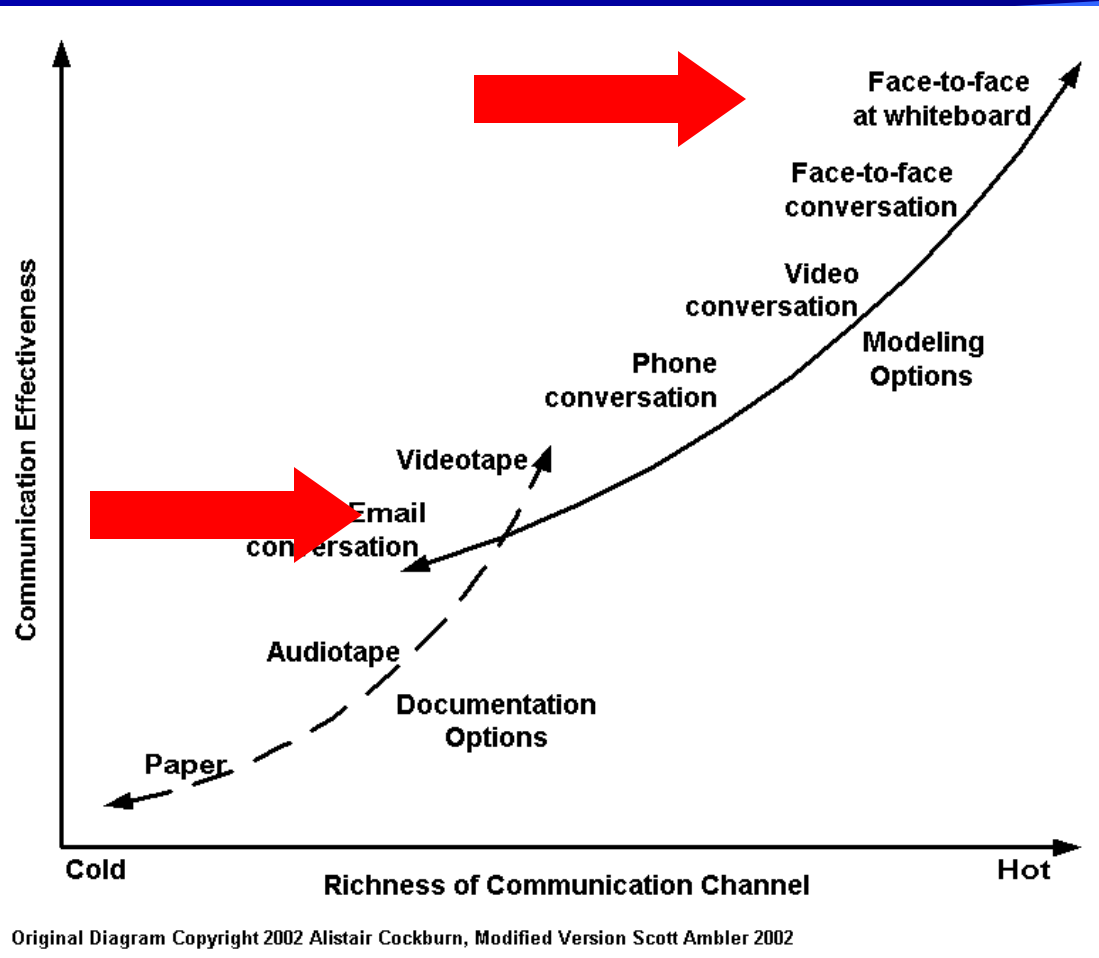 Face-to-face
at whiteboard
Face-to-face
conversation
Video
conversation
Modeling
Options
Phone
conversation
Videotape
Email
conversation
Audiotape
Documentation
Options
Paper
Communication Effectiveness
Cold
Hot
Richness of Communication Channel
Original Diagram Copyright 2002 Alistair Cockburn, Modified Version Scott Ambler 2002